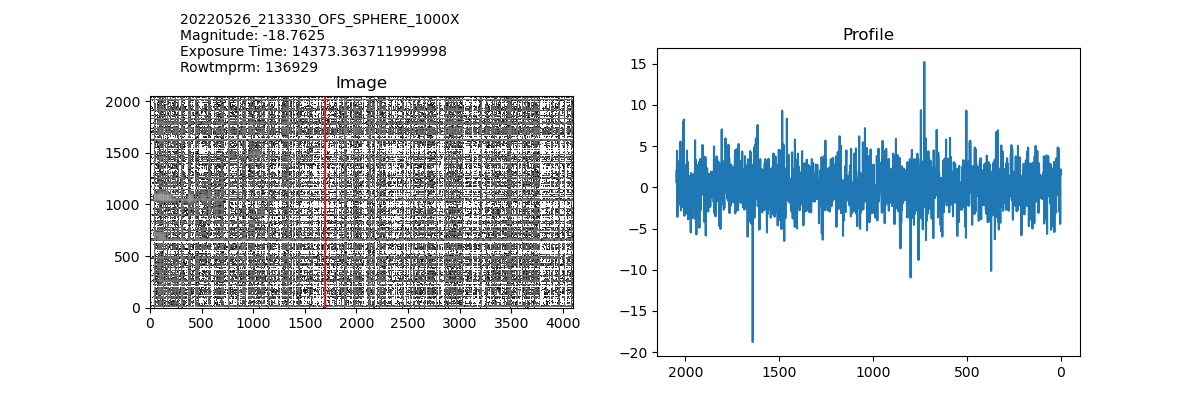 20220526_213330_OFS_SPHERE_1000X
Magnitude: -18.7625
Exposure Time: 14373.363711999998
Rowtmprm: 136929
Image
Profile
2000
1500
1000
500
0
0 500 1000 1500 2000 2500 3000 3500 4000
15
10
5
0
−5
−10
−15
−20
2000 1500 1000 500 0